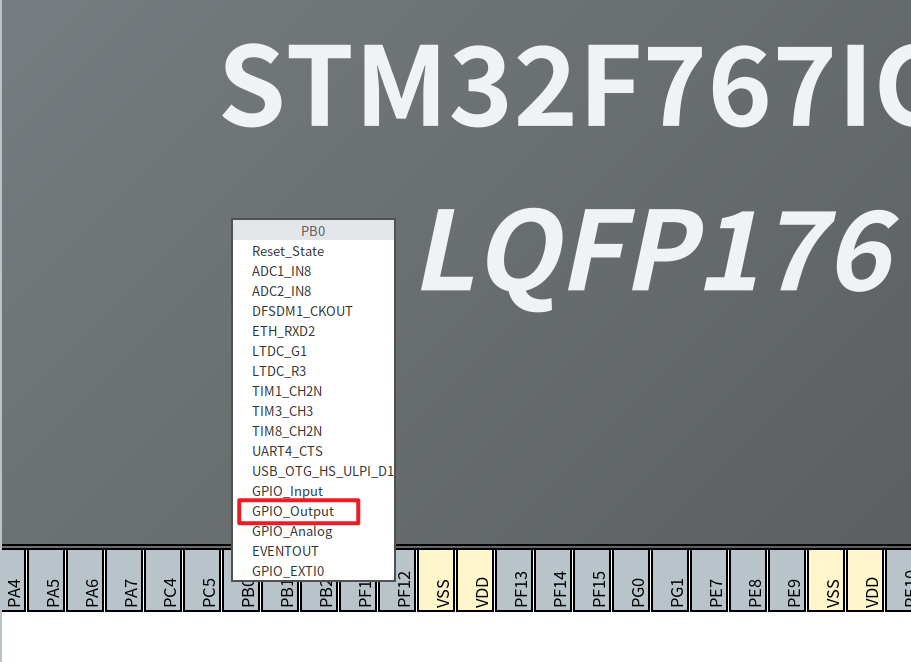 STM32F767I
LQFP176
PB0
Reset_State
ADC1_IN8
ADC2_IN8
DFSDM1_CKOUT
ETH_RXD2
LTDC_G1
LTDC_R3
TIM1_CH2N
TIM3_CH3
TIM8_CH2N
UART4_CTS
USB_OTG_HS_ULPI_D1
GPIO_Input
GPIO_Output
GPIO_Analog
EVENTOUT
GPIO_EXTI0
PA4
PA5
PA6
PA7
PC4
PC5
PB0
PB1
PB2
PF1
PF12
VSS
VDD
PF13
PF14
PF15
PG0
PG1
PE7
PE8
PE9
VSS
VDD
PE10